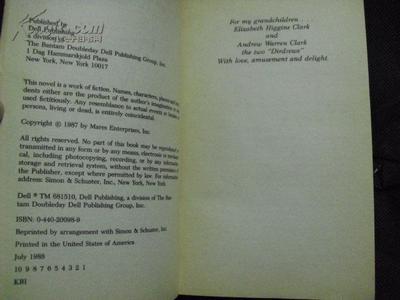 Published by
Dell Publishing
a division of
The Bantam Doubleday Dell Publishing Group, Inc.
1 Dag Hammarskjold Plaza
New York, New York 10017
This novel is a work of fiction. Names, characters, places and inci-
dents either are the product of the author's imagination or are
used fictitiously. Any resemblance to actual events or locales or
persons, living or dead, is entirely coincidental.
Copyright © 1987 by Mares Enterprises, Inc.
All rights reserved. No part of this book may be reproduced or
transmitted in any form or by any means, electronic or mechani-
cal, including photocopying, recording, or by any information
storage and retrieval system, without the written permission of
the Publisher, except where permitted by law. For information
address: Simon & Schuster, Inc., New York, New York
Dell ® TM 681510, Dell Publishing, a division of The Ban-
tam Doubleday Dell Publishing Group, Inc.
ISBN: 0-440-20098-9
Reprinted by arrangement with Simon & Schuster, Inc.
Printed in the United States of America
July 1988
10 9 8 7 6 5 4 3 2 1
KRI
For my grandchildren . . .
Elizabeth Higgins Clark
and
Andrew Warren Clark
the two "Dirdrews"
With love, amusement and delight.